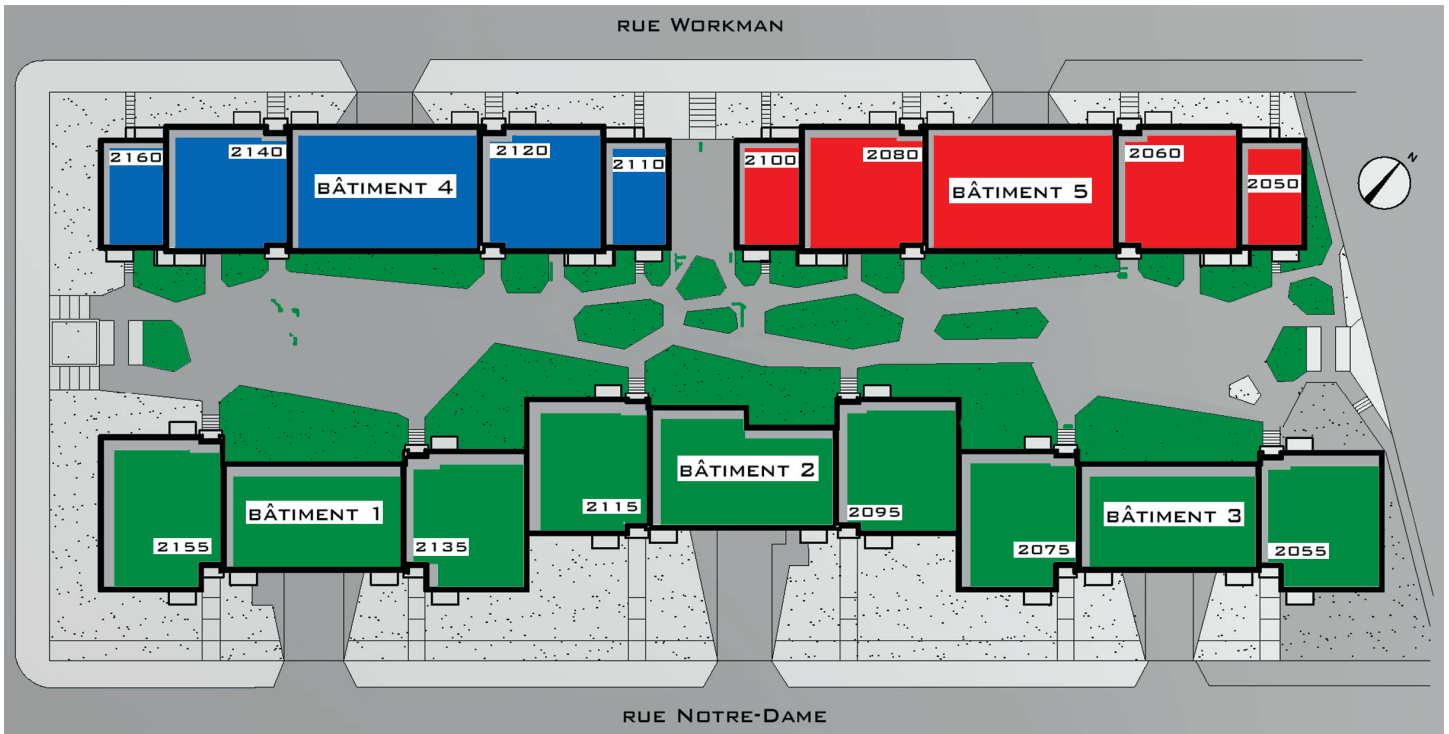 RUE WORKMAN
N
2160
2140
2120
2110
2100
2080
2060
2050
BÂTIMENT 4
BÂTIMENT 5
BÂTIMENT 1
BÂTIMENT 2
BÂTIMENT 3
2155
2135
2115
2095
2075
2055
RUE NOTRE-DAME